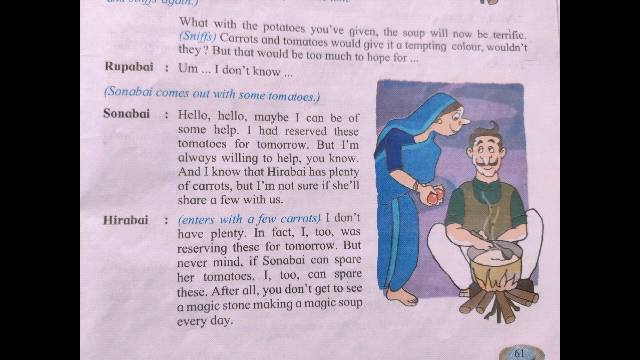 and sniffs again.)
What with the potatoes you've given, the soup will now be terrific.
(Sniffs) Carrots and tomatoes would give it a tempting colour, wouldn't
they? But that would be too much to hope for ...
Rupabai : Um ... I don't know ...
(Sonabai comes out with some tomatoes.)
Sonabai : Hello, hello, maybe I can be of
some help. I had reserved these
tomatoes for tomorrow. But I'm
always willing to help, you know.
And I know that Hirabai has plenty
of carrots, but I'm not sure if she'll
share a few with us.
Hirabai : (enters with a few carrots) I don't
have plenty. In fact, I, too, was
reserving these for tomorrow. But
never mind, if Sonabai can spare
her tomatoes, I, too, can spare
these. After all, you don't get to see
a magic stone making a magic soup
every day.
61